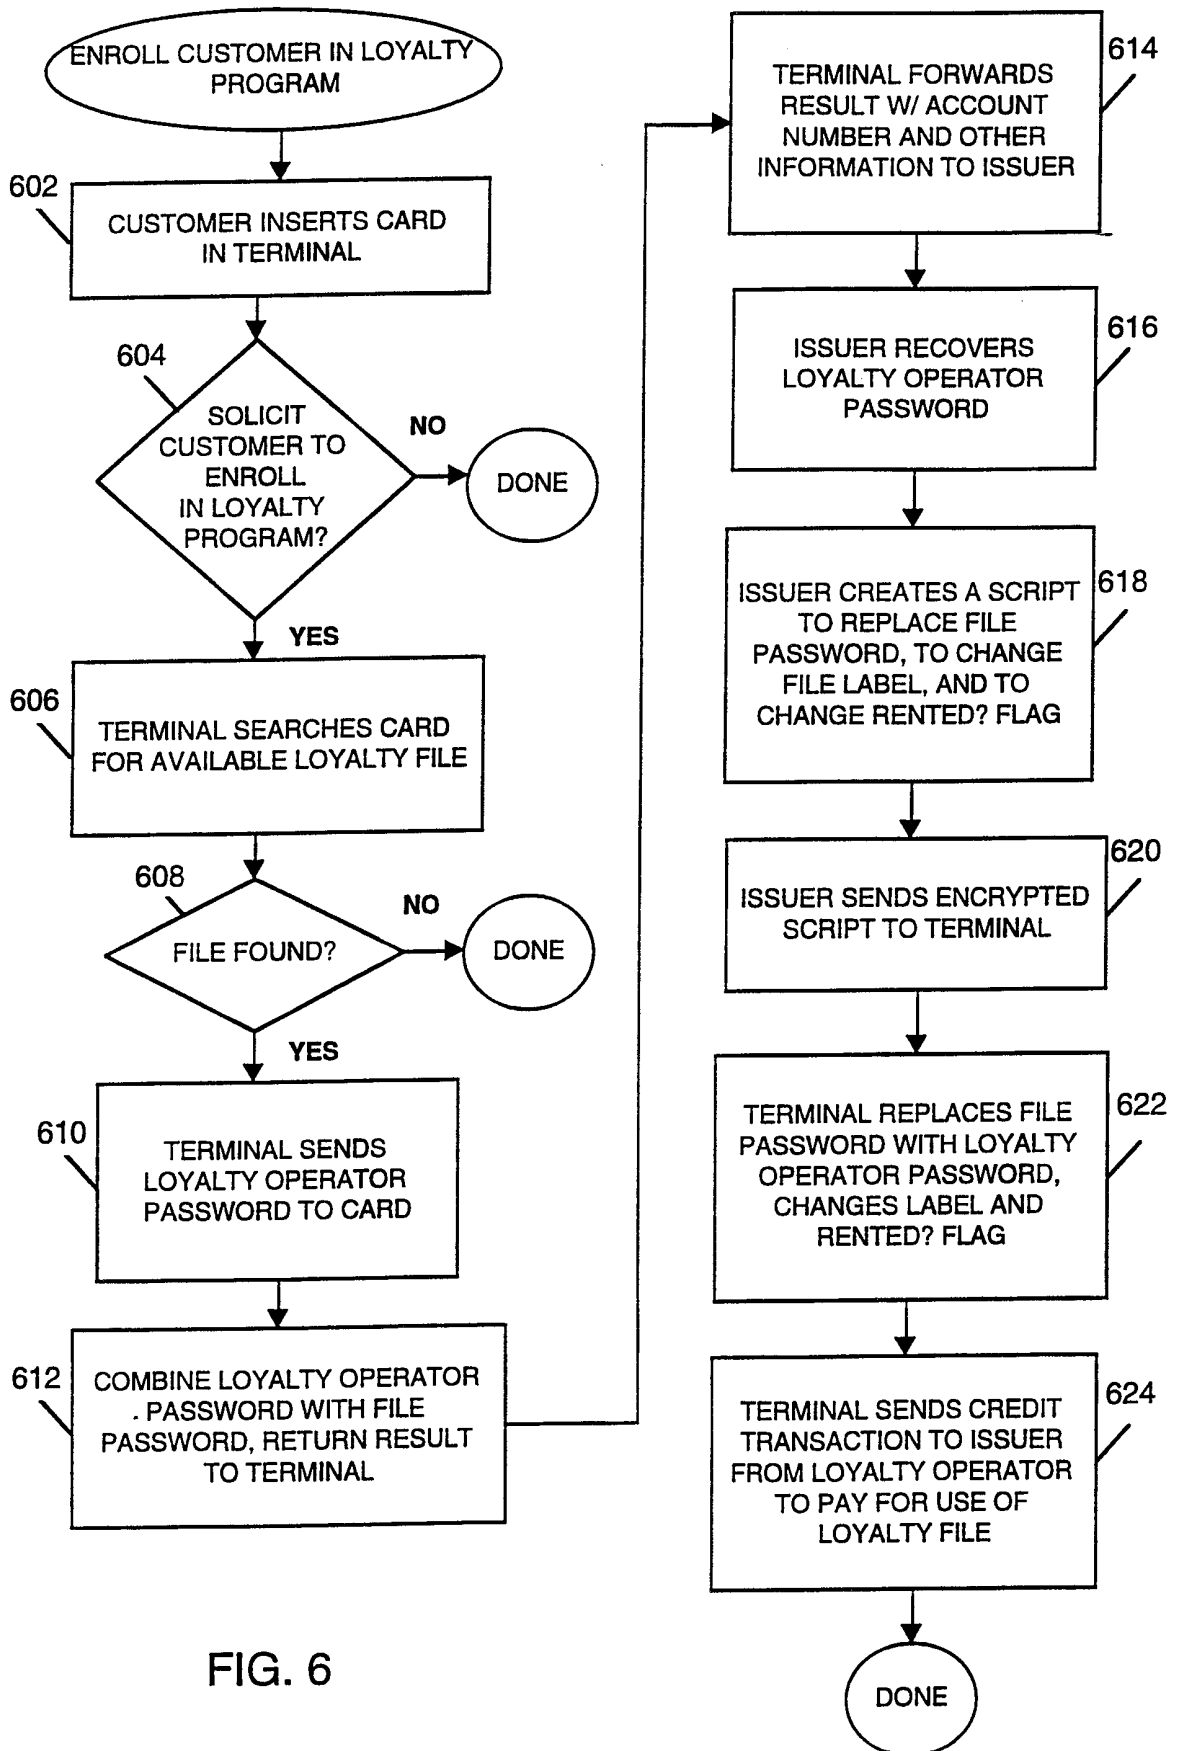 ENROLL CUSTOMER IN LOYALTY
PROGRAM
602
CUSTOMER INSERTS CARD
IN TERMINAL
604
SOLICIT
CUSTOMER TO
ENROLL
IN LOYALTY
PROGRAM?
NO
DONE
YES
606
TERMINAL SEARCHES CARD
FOR AVAILABLE LOYALTY FILE
608
FILE FOUND?
NO
DONE
YES
610
TERMINAL SENDS
LOYALTY OPERATOR
PASSWORD TO CARD
612
COMBINE LOYALTY OPERATOR
PASSWORD WITH FILE
PASSWORD, RETURN RESULT
TO TERMINAL
614
TERMINAL FORWARDS
RESULT W/ ACCOUNT
NUMBER AND OTHER
INFORMATION TO ISSUER
616
ISSUER RECOVERS
LOYALTY OPERATOR
PASSWORD
618
ISSUER CREATES A SCRIPT
TO REPLACE FILE
PASSWORD, TO CHANGE
FILE LABEL, AND TO
CHANGE RENTED? FLAG
620
ISSUER SENDS ENCRYPTED
SCRIPT TO TERMINAL
622
TERMINAL REPLACES FILE
PASSWORD WITH LOYALTY
OPERATOR PASSWORD,
CHANGES LABEL AND
RENTED? FLAG
624
TERMINAL SENDS CREDIT
TRANSACTION TO ISSUER
FROM LOYALTY OPERATOR
TO PAY FOR USE OF
LOYALTY FILE
DONE
FIG. 6